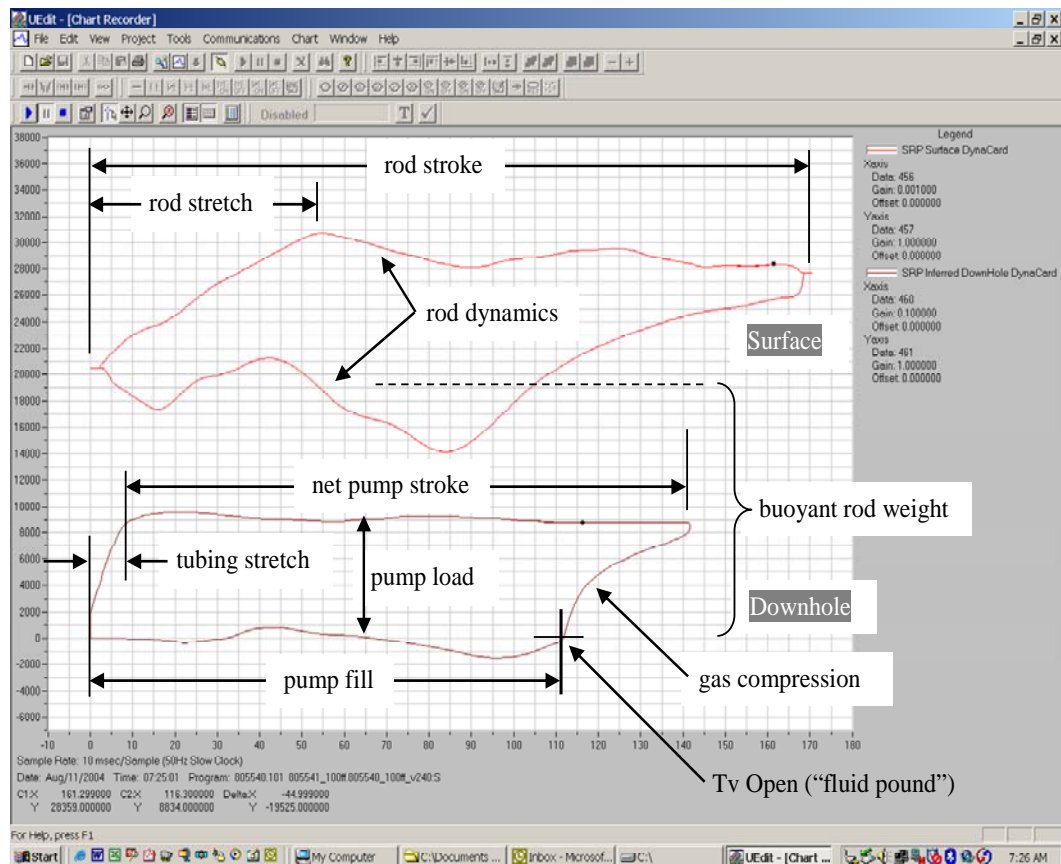 UEdit - [Chart Recorder]
File Edit View Project Tools Communications Chart Window Help
Disabled
T
38000
36000
34000
32000
30000
28000
26000
24000
22000
20000
18000
16000
14000
12000
10000
8000
6000
4000
2000
0
-2000
-4000
-6000
rod stroke
rod stretch
rod dynamics
Surface
net pump stroke
buoyant rod weight
tubing stretch
pump load
Downhole
pump fill
gas compression
Tv Open (“fluid pound”)
-10 0 10 20 30 40 50 60 70 80 90 100 110 120 130 140 150 160 170 180
Legend
SRP Surface DynaCard
Xaxis
Data: 456
Gain: 0.001000
Offset: 0.000000
Yaxis
Data: 457
Gain: 1.000000
Offset: 0.000000
SRP Inferred DownHole DynaCard
Xaxis
Data: 460
Gain: 0.100000
Offset: 0.000000
Yaxis
Data: 461
Gain: 1.000000
Offset: 0.000000
Sample Rate: 10 msec/Sample (50Hz Slow Clock)
Date: Aug/11/2004 Time: 07:25:01 Program: 805540.101 805541_100ft 805540_100ft_v240:S
C1:X 161.299000 C2:X 116.300000 Delta:X -44.999000
Y 28359.000000 Y 8834.000000 Y -19525.000000
For Help, press F1
Start
My Computer
C:\Documents ...
Inbox - Microsof...
C:\
UEdit - [Chart ...
7:26 AM